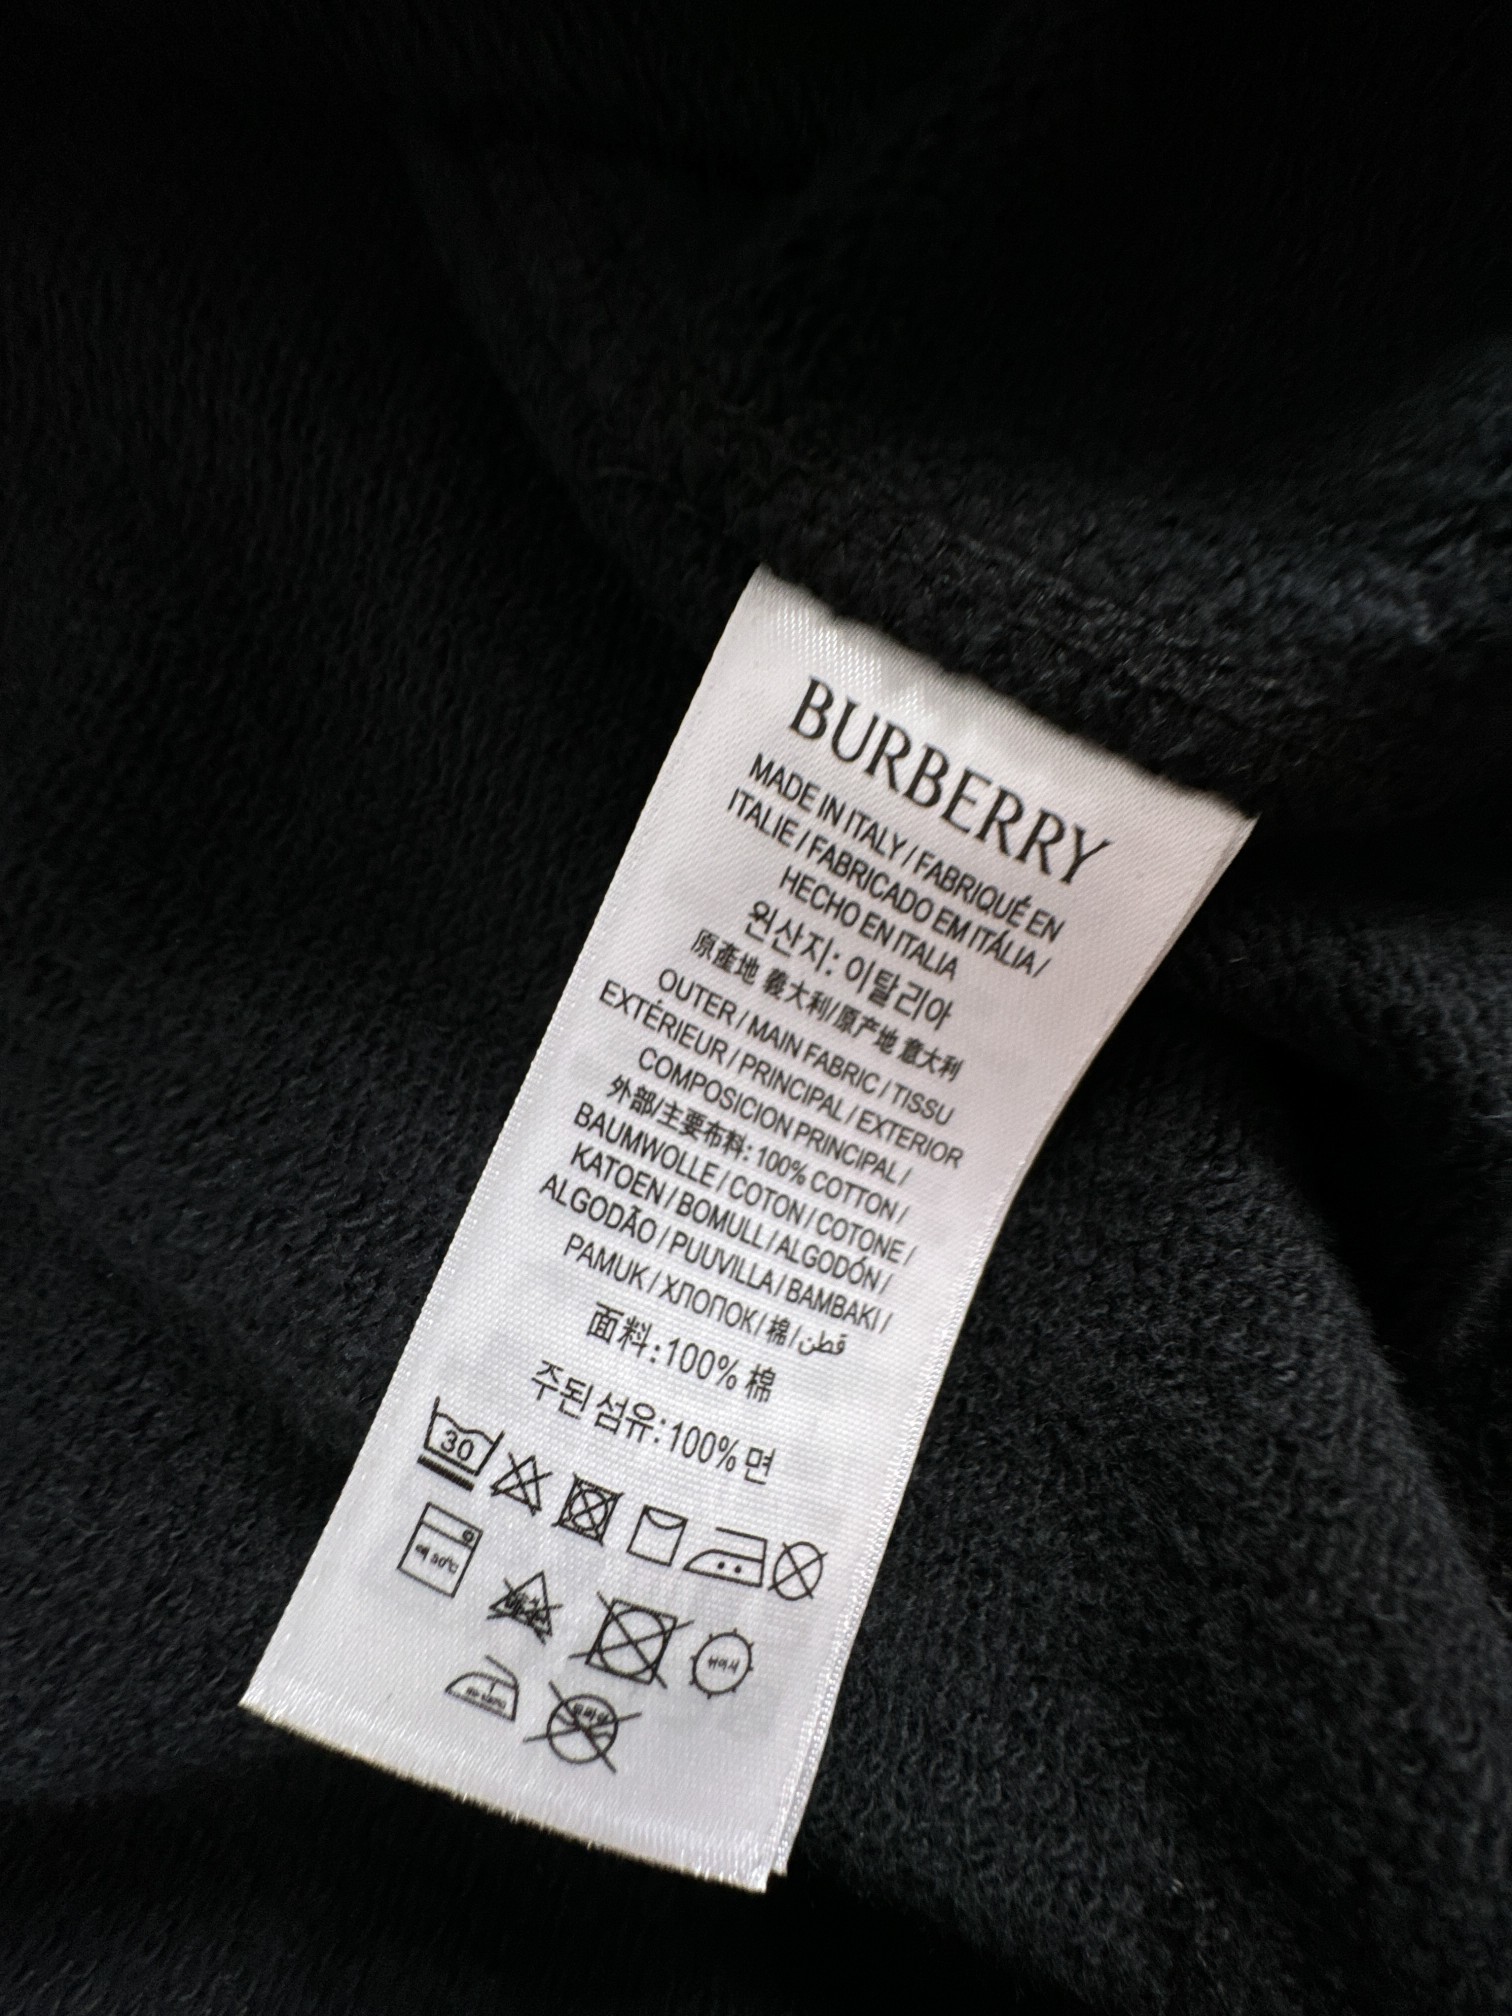 BURBERRY
MADE IN ITALY / FABRIQUÉ EN
ITALIE / FABRICADO EM ITÁLIA /
HECHO EN ITALIA
원산지: 이탈리아
原產地 義大利/原产地 意大利
OUTER / MAIN FABRIC / TISSU
EXTÉRIEUR / PRINCIPAL / EXTERIOR
COMPOSICION PRINCIPAL /
外部/主要布料: 100% COTTON /
BAUMWOLLE / COTON / COTONE /
KATOEN / BOMULL / ALGODÓN /
ALGODÃO / PUUVILLA / BAMBAKI /
PAMUK / ХЛОПОК / 棉 / قطن
面料:100% 棉
주된 섬유:100% 면
30